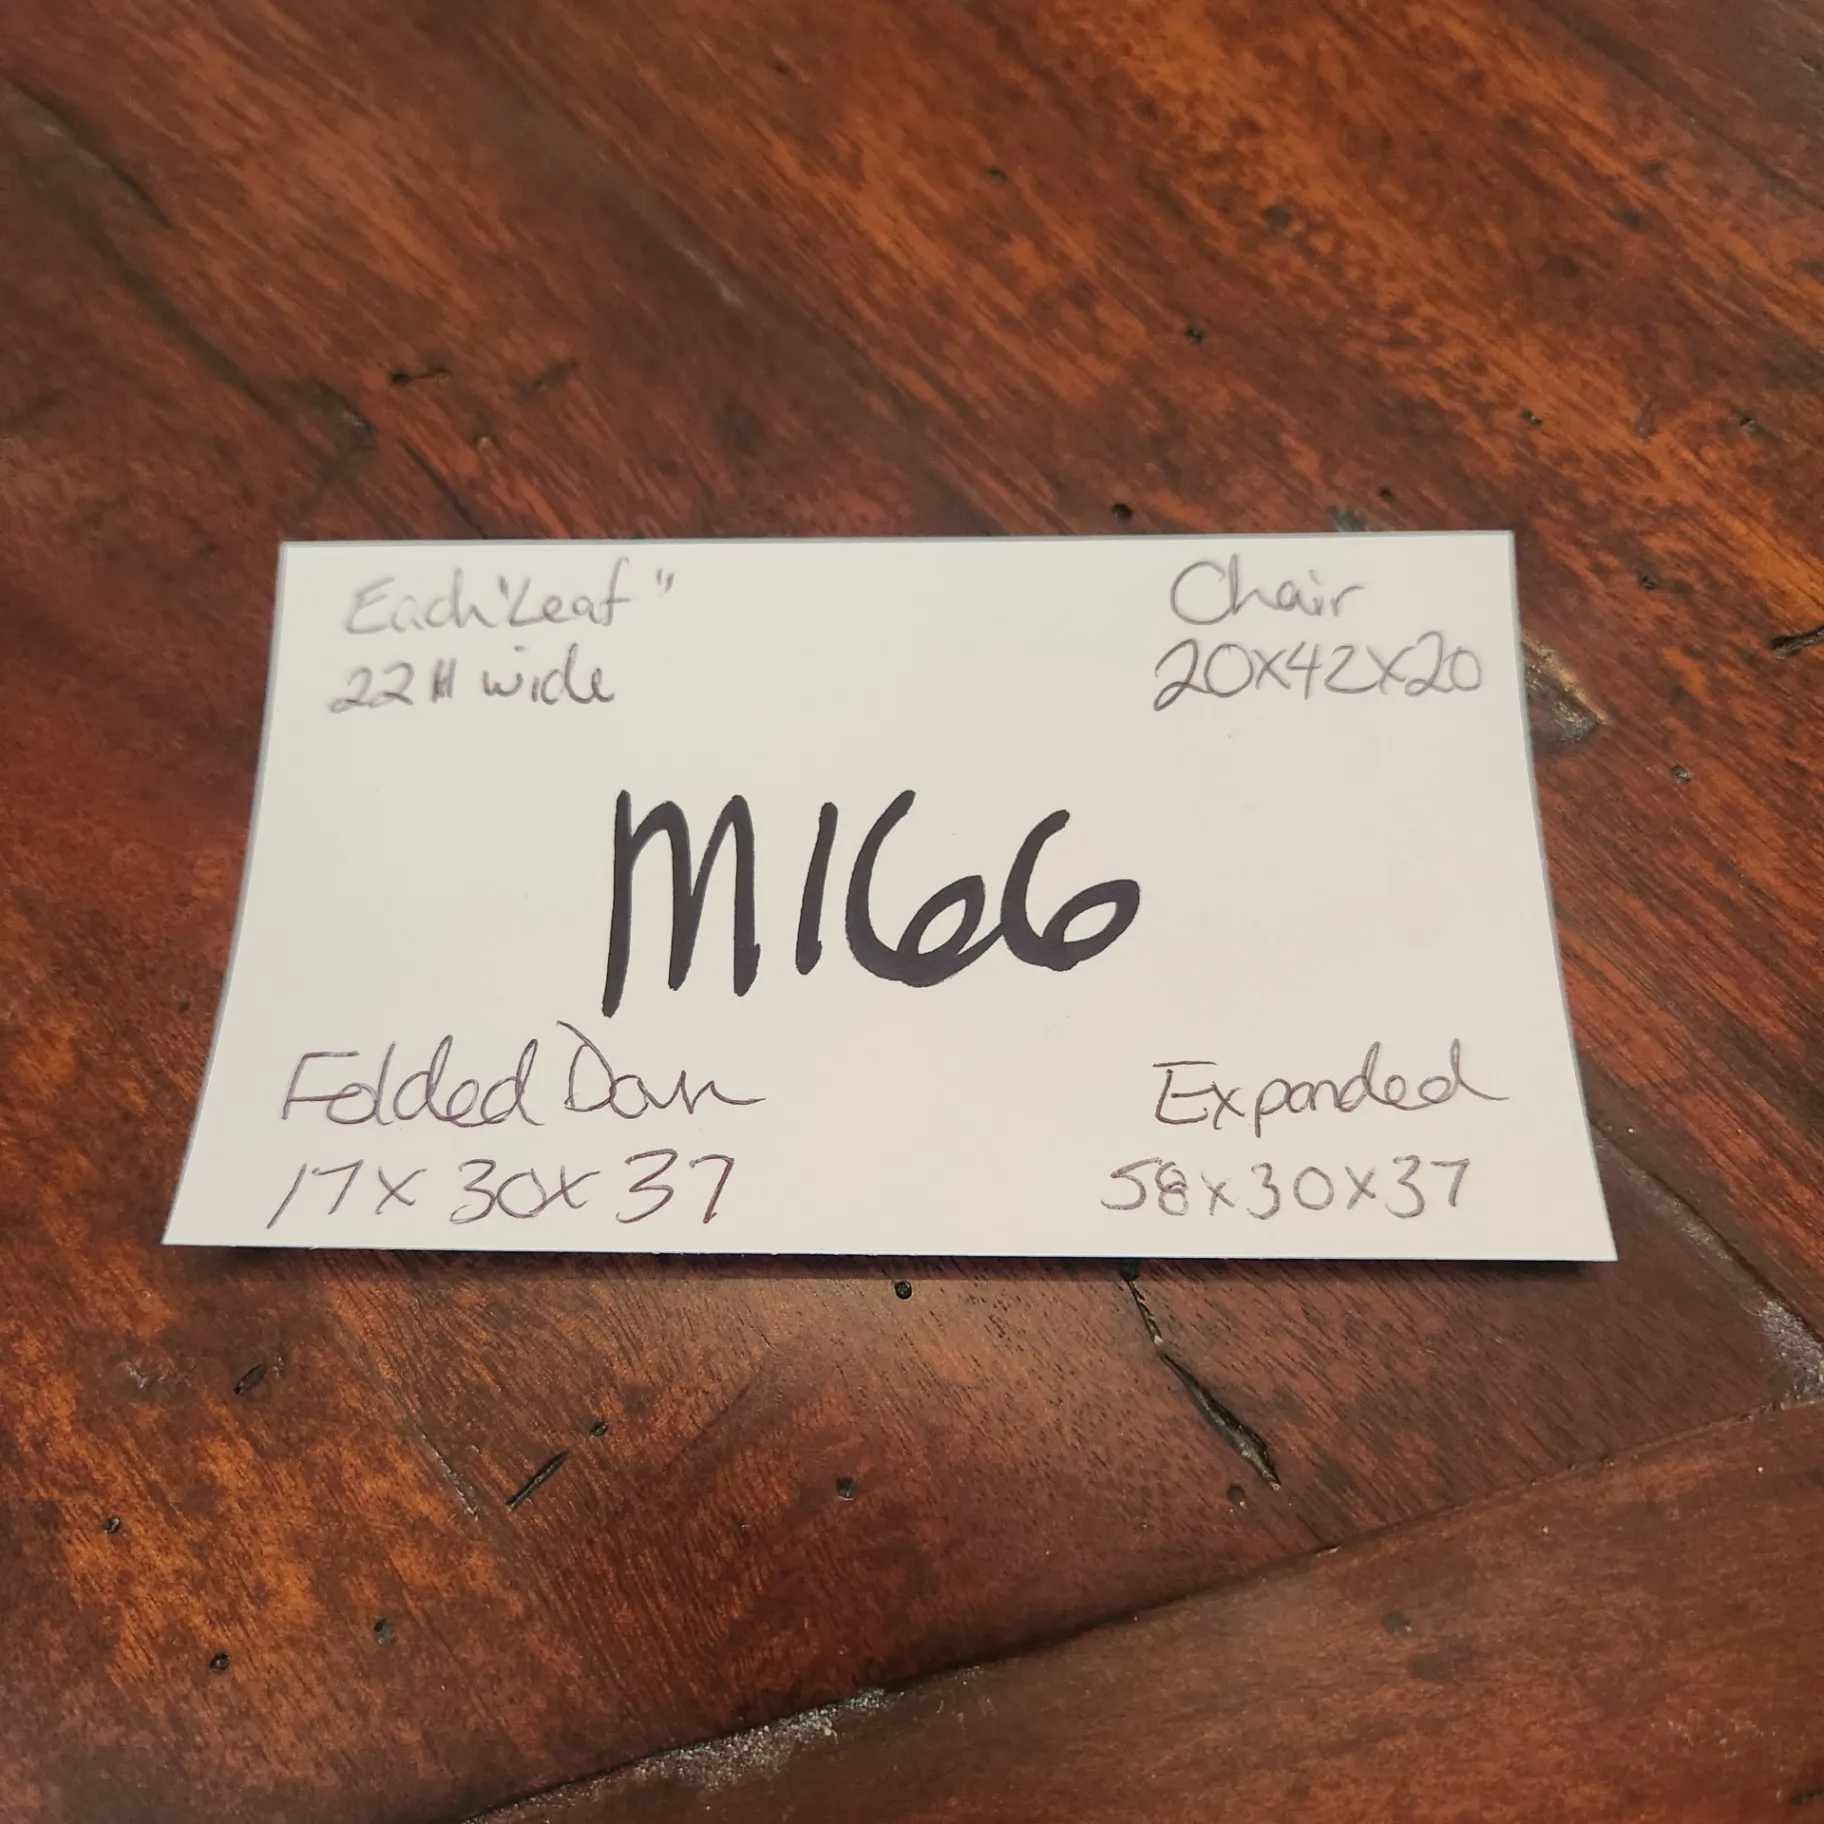 Each "Leaf"
22" wide
Chair
20x42x20
M166
Folded Down
17x30x37
Expanded
58x30x37